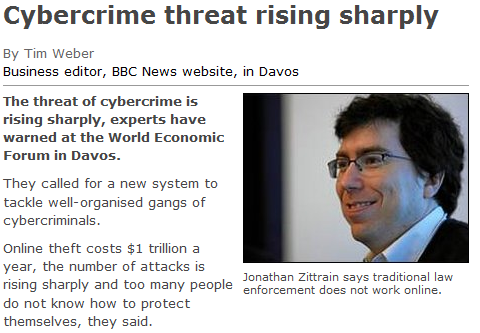 Cybercrime threat rising sharply
By Tim Weber
Business editor, BBC News website, in Davos
The threat of cybercrime is
rising sharply, experts have
warned at the World Economic
Forum in Davos.
They called for a new system to
tackle well-organised gangs of
cybercriminals.
Online theft costs $1 trillion a
year, the number of attacks is
rising sharply and too many people
do not know how to protect
themselves, they said.
Jonathan Zittrain says traditional law
enforcement does not work online.